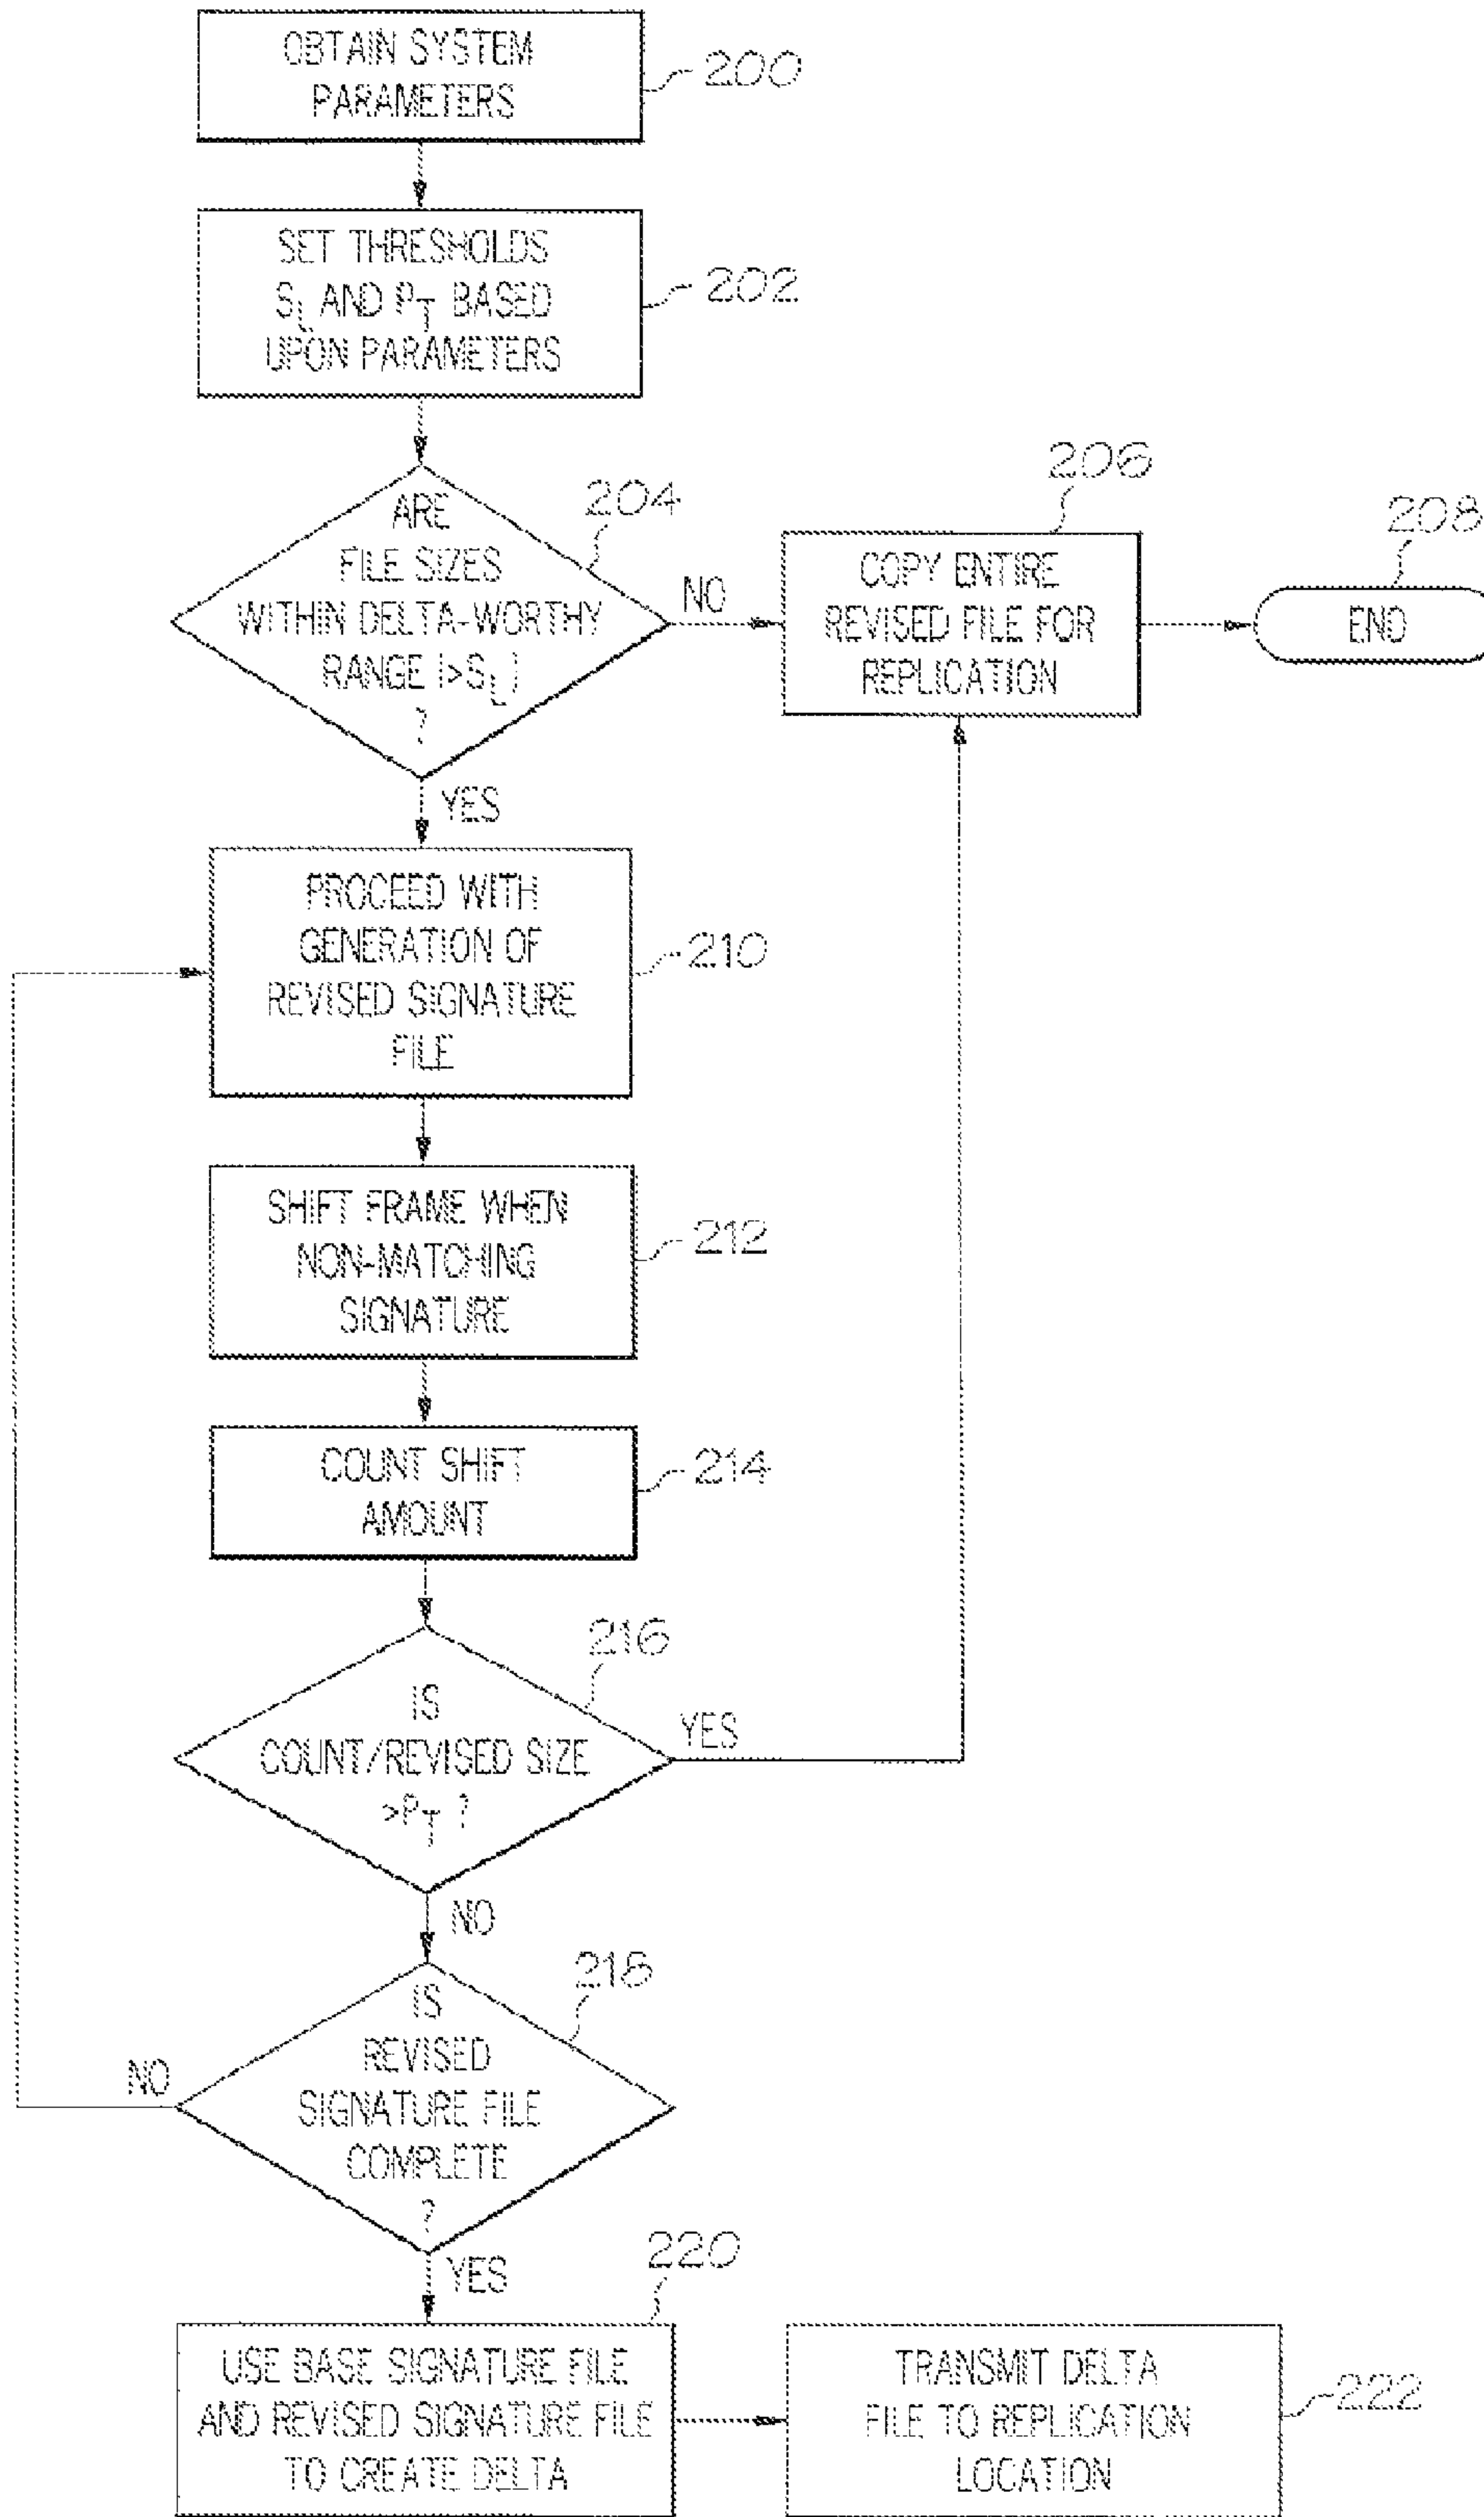 OBTAIN SYSTEM
PARAMETERS
200
SET THRESHOLDS
S_L AND P_T BASED
UPON PARAMETERS
202
ARE
FILE SIZES
WITHIN DELTA-WORTHY
RANGE (>S_L)
?
204
NO
YES
206
COPY ENTIRE
REVISED FILE FOR
REPLICATION
208
END
PROCEED WITH
GENERATION OF
REVISED SIGNATURE
FILE
210
SHIFT FRAME WHEN
NON-MATCHING
SIGNATURE
212
COUNT SHIFT
AMOUNT
214
216
IS
COUNT/REVISED SIZE
>P_T ?
YES
NO
218
IS
REVISED
SIGNATURE FILE
COMPLETE
?
NO
YES
220
USE BASE SIGNATURE FILE
AND REVISED SIGNATURE FILE
TO CREATE DELTA
TRANSMIT DELTA
FILE TO REPLICATION
LOCATION
222